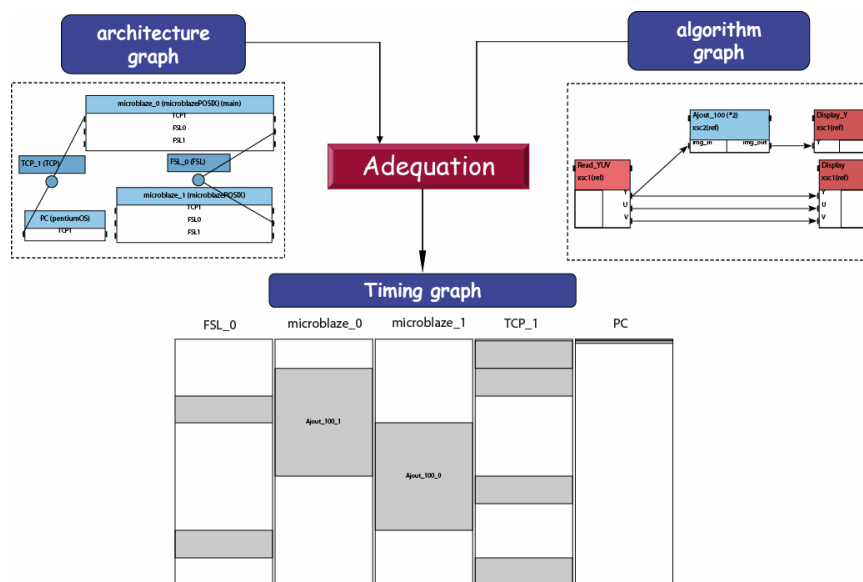 architecture
graph
algorithm
graph
microblaze_0 (microblazePOSIX) (main)
TCP1
FSL0
FSL1
TCP_1 (TCP)
FSL_0 (FSL)
microblaze_1 (microblazePOSIX)
TCP1
FSL0
FSL1
PC (pentiumOS)
TCP1
Adequation
Ajout_100 (*2)
xsc2(ref)
img_in
img_out
Display_Y
xsc1(ref)
Y
Read_YUV
xsc1(ref)
Y
U
V
Display
xsc1(ref)
Y
U
V
Timing graph
FSL_0 microblaze_0 microblaze_1 TCP_1 PC
Ajout_100_1
Ajout_100_0